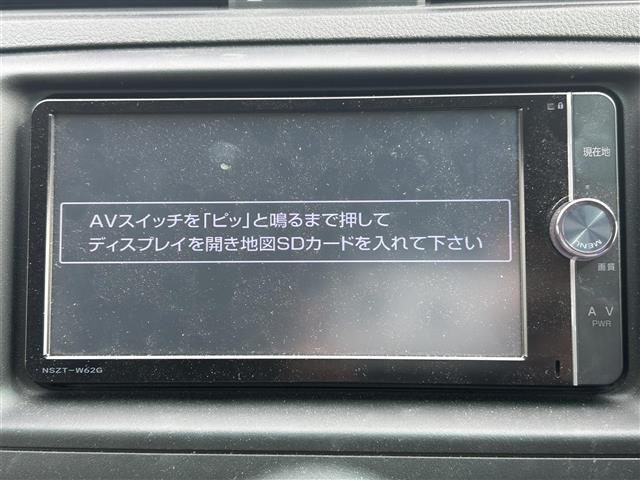 AVスイッチを「ピッ」と鳴るまで押して
ディスプレイを開き地図SDカードを入れて下さい
現在地
MENU
画質
AV
PWR
NSZT-W62G